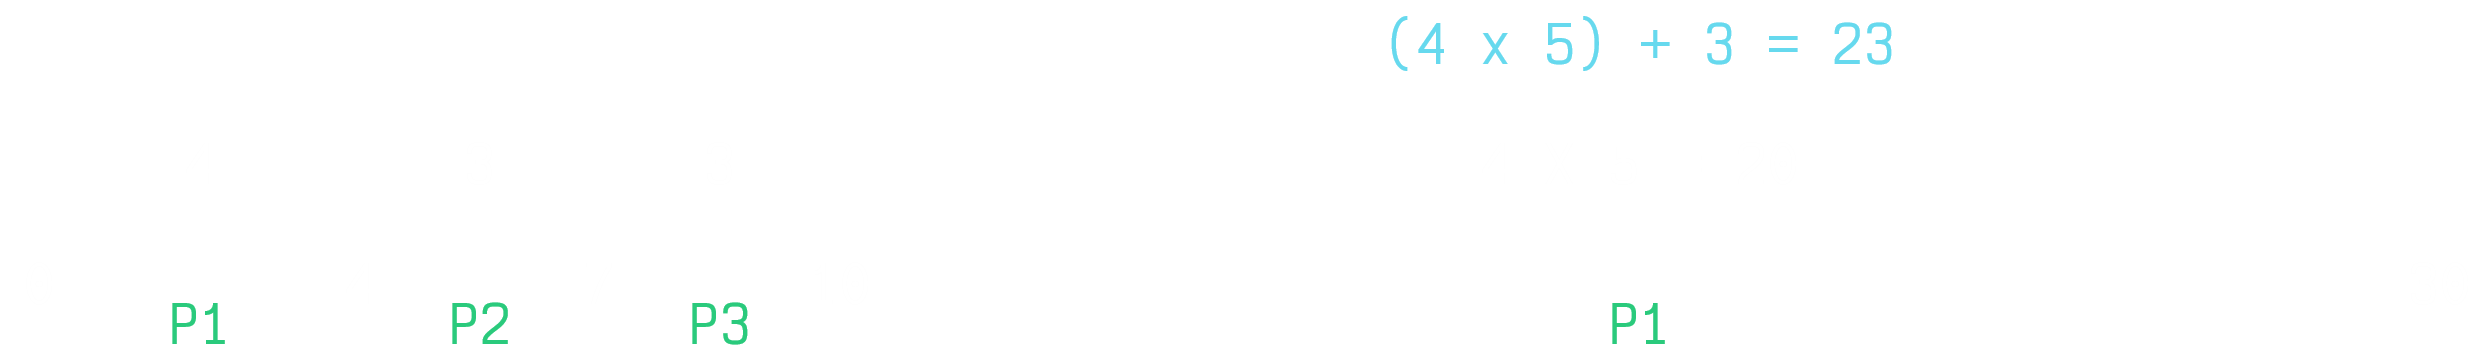 (4 x 5) + 3 = 23
P1 P2 P3 P1